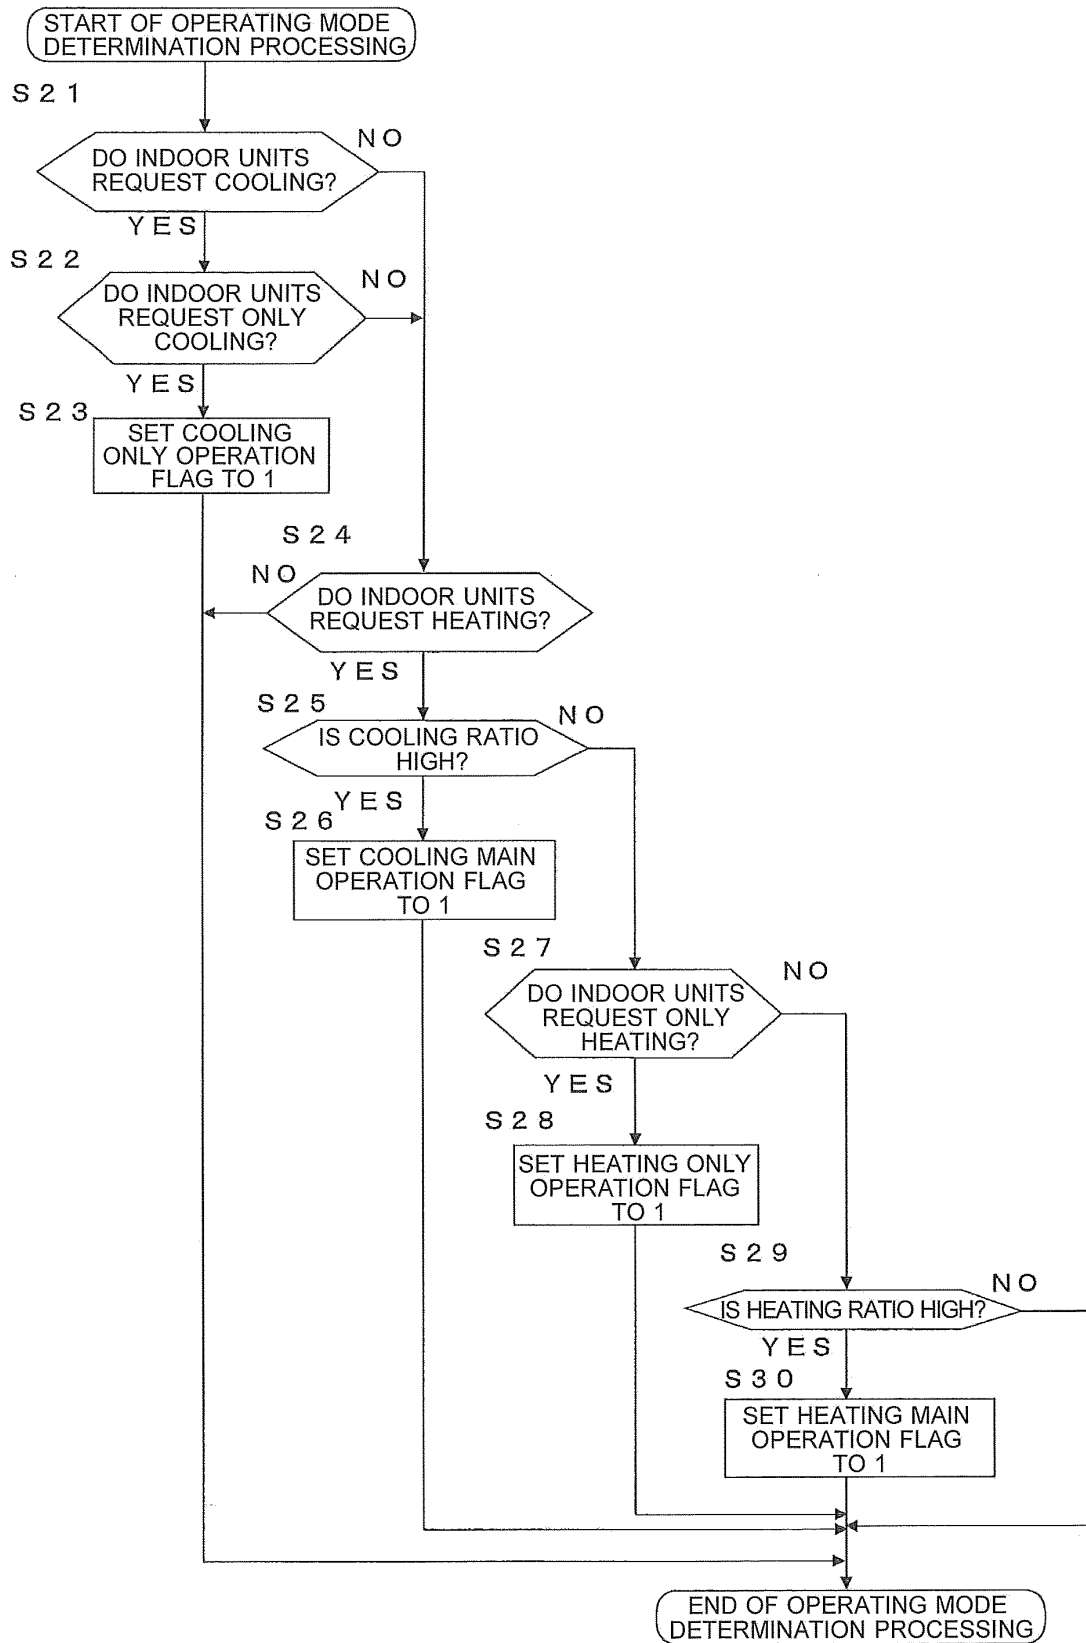 START OF OPERATING MODE
DETERMINATION PROCESSING
S21
NO
DO INDOOR UNITS
REQUEST COOLING?
YES
S22
NO
DO INDOOR UNITS
REQUEST ONLY
COOLING?
YES
S23
SET COOLING
ONLY OPERATION
FLAG TO 1
S24
NO
DO INDOOR UNITS
REQUEST HEATING?
YES
S25
NO
IS COOLING RATIO
HIGH?
YES
S26
SET COOLING MAIN
OPERATION FLAG
TO 1
S27
NO
DO INDOOR UNITS
REQUEST ONLY
HEATING?
YES
S28
SET HEATING ONLY
OPERATION FLAG
TO 1
S29
NO
IS HEATING RATIO HIGH?
YES
S30
SET HEATING MAIN
OPERATION FLAG
TO 1
END OF OPERATING MODE
DETERMINATION PROCESSING